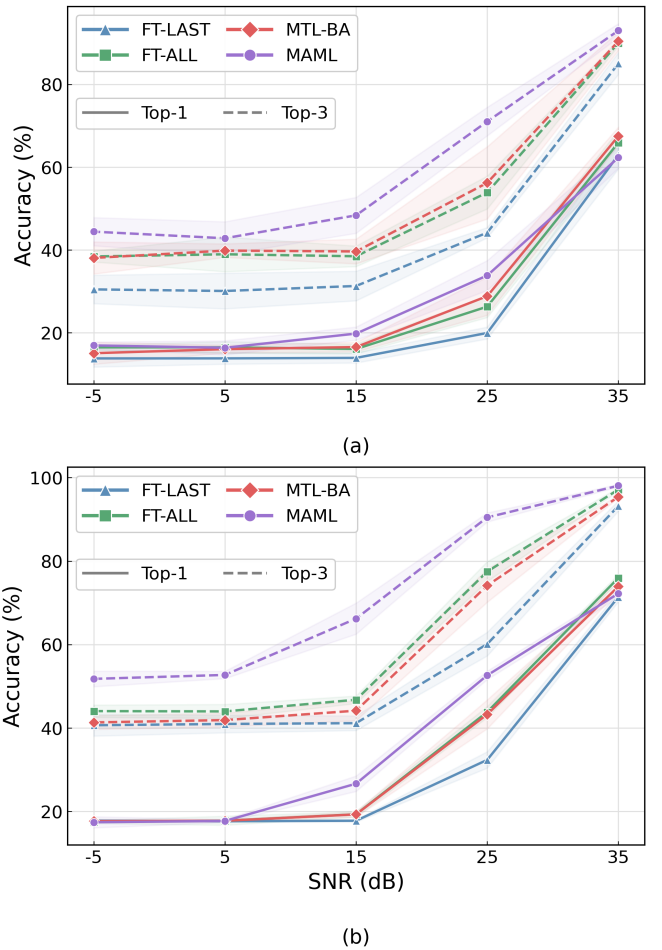 FT-LAST MTL-BA
FT-ALL MAML
Top-1 Top-3
Accuracy (%)
80
60
40
20
-5 5 15 25 35
(a)
FT-LAST MTL-BA
FT-ALL MAML
Top-1 Top-3
Accuracy (%)
100
80
60
40
20
-5 5 15 25 35
SNR (dB)
(b)